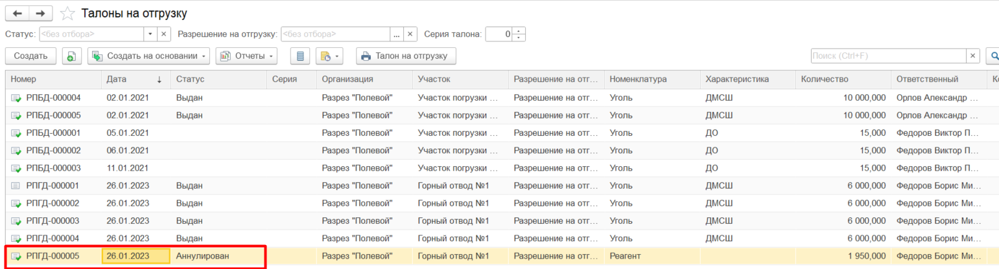 Талоны на отгрузку
Статус: <без отбора> Разрешение на отгрузку: <без отбора> ... Серия талона: 0
Создать Создать на основании Отчеты Талон на отгрузку Поиск (Ctrl+F)
Номер Дата ↓ Статус Серия Организация Участок Разрешение на отг... Номенклатура Характеристика Количество Ответственный
РПБД-000004 02.01.2021 Выдан Разрез "Полевой" Участок погрузки ... Разрешение на отг... Уголь ДМСШ 10 000,000 Орлов Александр ...
РПБД-000005 02.01.2021 Выдан Разрез "Полевой" Участок погрузки ... Разрешение на отг... Уголь ДМСШ 10 000,000 Орлов Александр ...
РПБД-000001 05.01.2021 Разрез "Полевой" Участок погрузки ... Разрешение на отг... Уголь ДО 15,000 Федоров Виктор П...
РПБД-000002 06.01.2021 Разрез "Полевой" Участок погрузки ... Разрешение на отг... Уголь ДО 15,000 Федоров Виктор П...
РПБД-000003 11.01.2021 Разрез "Полевой" Участок погрузки ... Разрешение на отг... Уголь ДО 15,000 Федоров Виктор П...
РПГД-000001 26.01.2023 Выдан Разрез "Полевой" Горный отвод №1 Разрешение на отг... Уголь ДМСШ 6 000,000 Федоров Борис Ми...
РПГД-000002 26.01.2023 Выдан Разрез "Полевой" Горный отвод №1 Разрешение на отг... Уголь ДМСШ 6 000,000 Федоров Борис Ми...
РПГД-000003 26.01.2023 Выдан Разрез "Полевой" Горный отвод №1 Разрешение на отг... Уголь ДМСШ 6 000,000 Федоров Борис Ми...
РПГД-000004 26.01.2023 Выдан Разрез "Полевой" Горный отвод №1 Разрешение на отг... Уголь ДМСШ 6 000,000 Федоров Борис Ми...
РПГД-000005 26.01.2023 Аннулирован Разрез "Полевой" Горный отвод №1 Разрешение на отг... Реагент 1 950,000 Федоров Борис Ми...